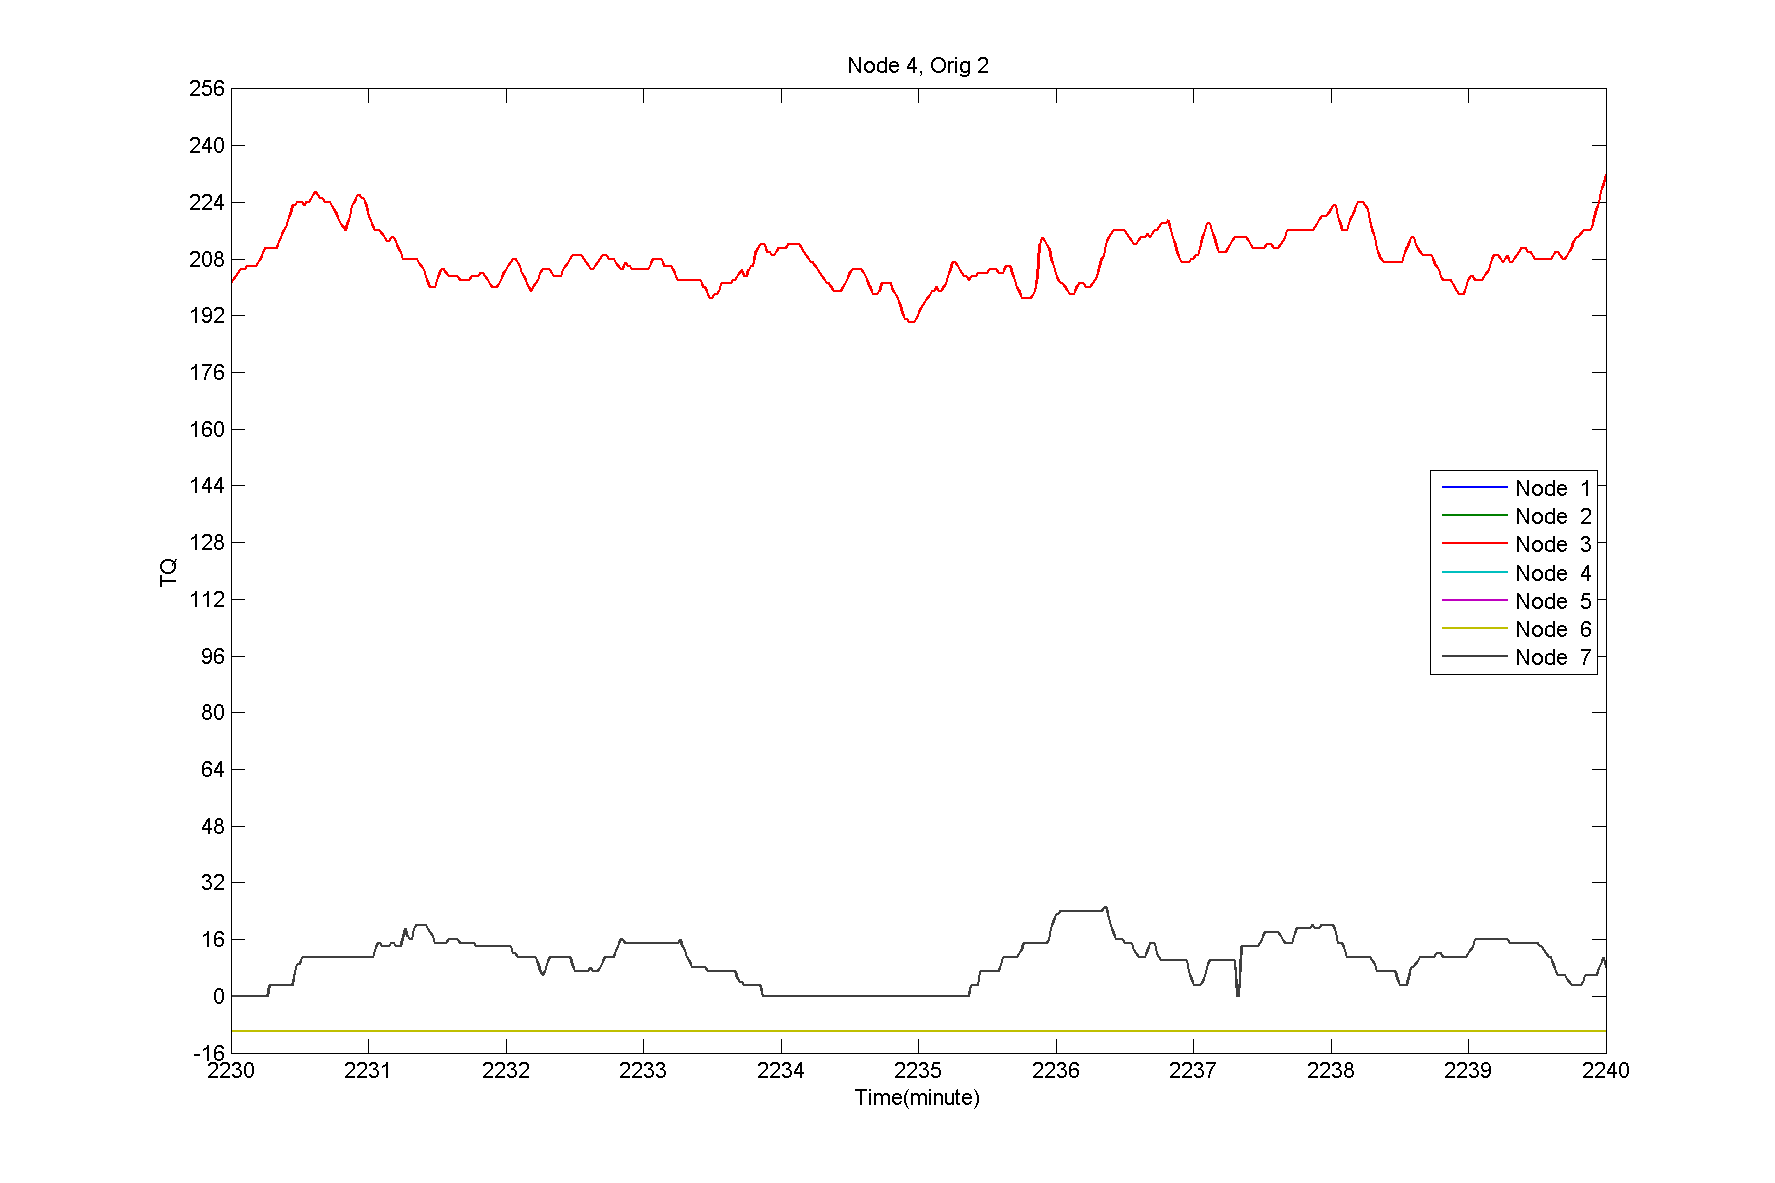 Node 4, Orig 2
256
240
224
208
192
176
160
144
128
112
96
80
64
48
32
16
0
-16
TQ
Node 1
Node 2
Node 3
Node 4
Node 5
Node 6
Node 7
2230 2231 2232 2233 2234 2235 2236 2237 2238 2239 2240
Time(minute)